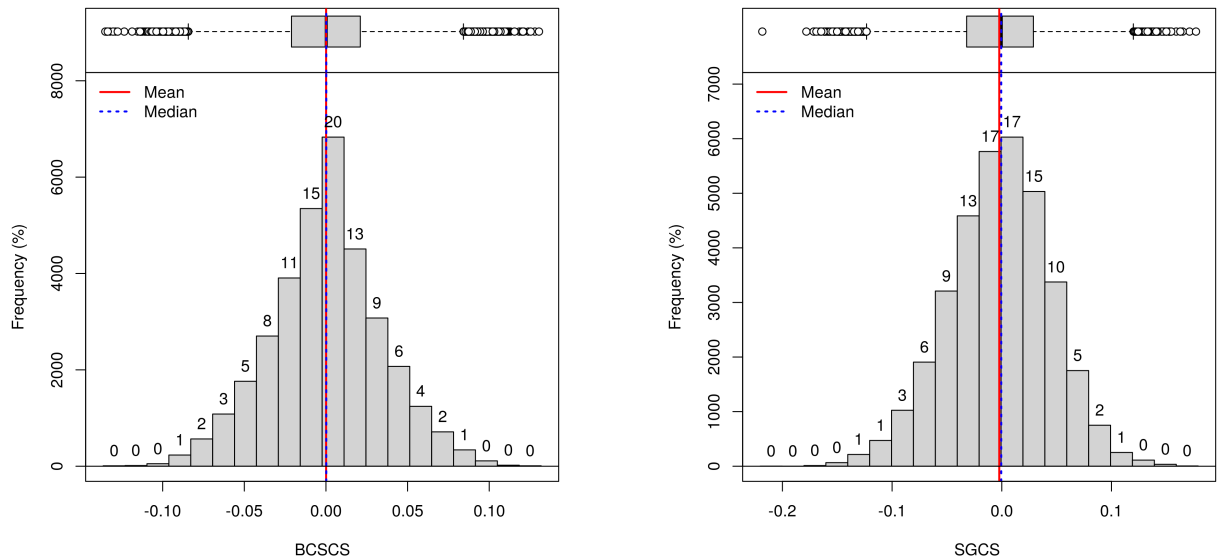 Mean
Median
8000
6000
4000
2000
0
Frequency (%)
0 0 0 1 2 3 5 8 11 15 20 13 9 6 4 2 1 0 0 0
-0.10 -0.05 0.00 0.05 0.10
BCSCS
Mean
Median
7000
6000
5000
4000
3000
2000
1000
0
Frequency (%)
0 0 0 0 1 1 3 6 9 13 17 17 15 10 5 2 1 0 0 0
-0.2 -0.1 0.0 0.1
SGCS